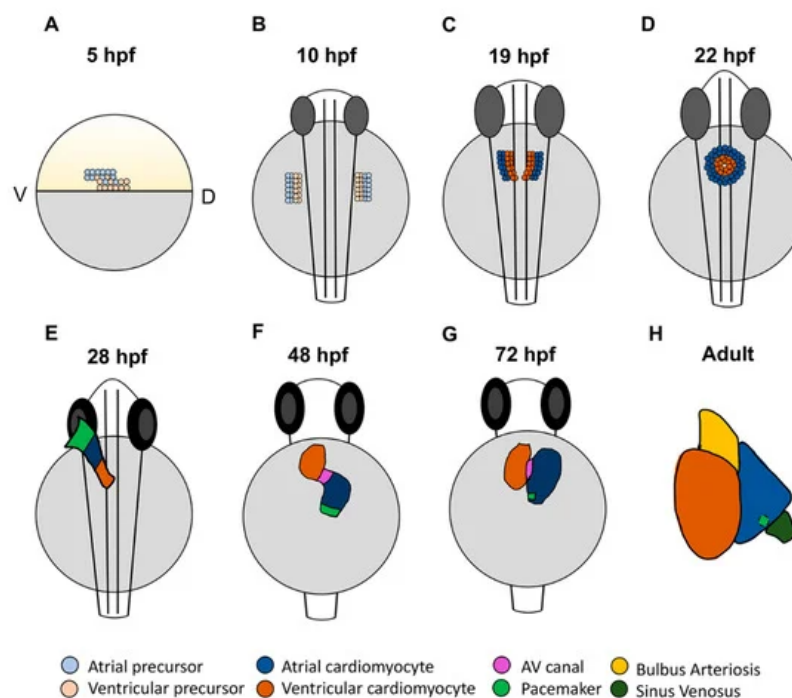 A
5 hpf
V
D
B
10 hpf
C
19 hpf
D
22 hpf
E
28 hpf
F
48 hpf
G
72 hpf
H
Adult
Atrial precursor
Ventricular precursor
Atrial cardiomyocyte
Ventricular cardiomyocyte
AV canal
Pacemaker
Bulbus Arteriosis
Sinus Venosus